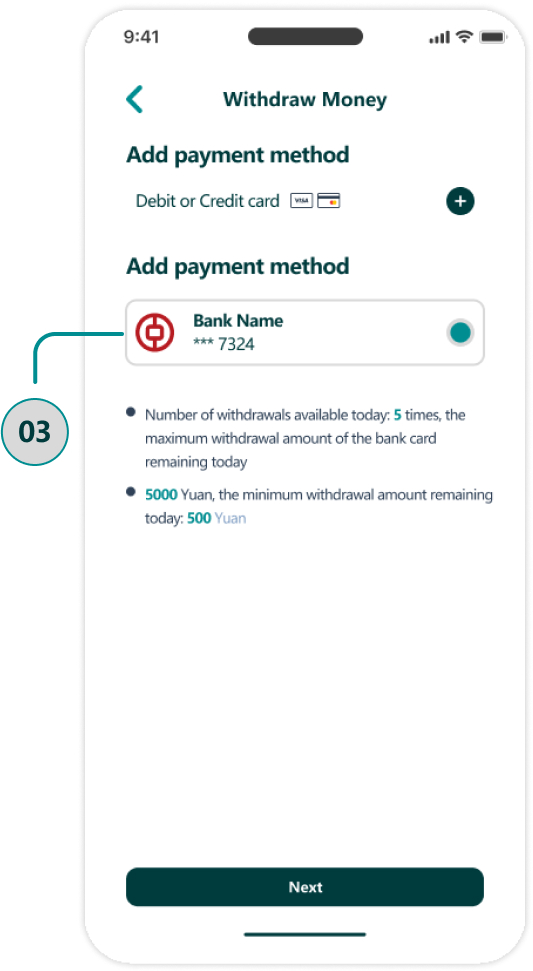 9:41
Withdraw Money
Add payment method
Debit or Credit card VISA
Add payment method
Bank Name
*** 7324
03
Number of withdrawals available today: 5 times, the
maximum withdrawal amount of the bank card
remaining today
5000 Yuan, the minimum withdrawal amount remaining
today: 500 Yuan
Next